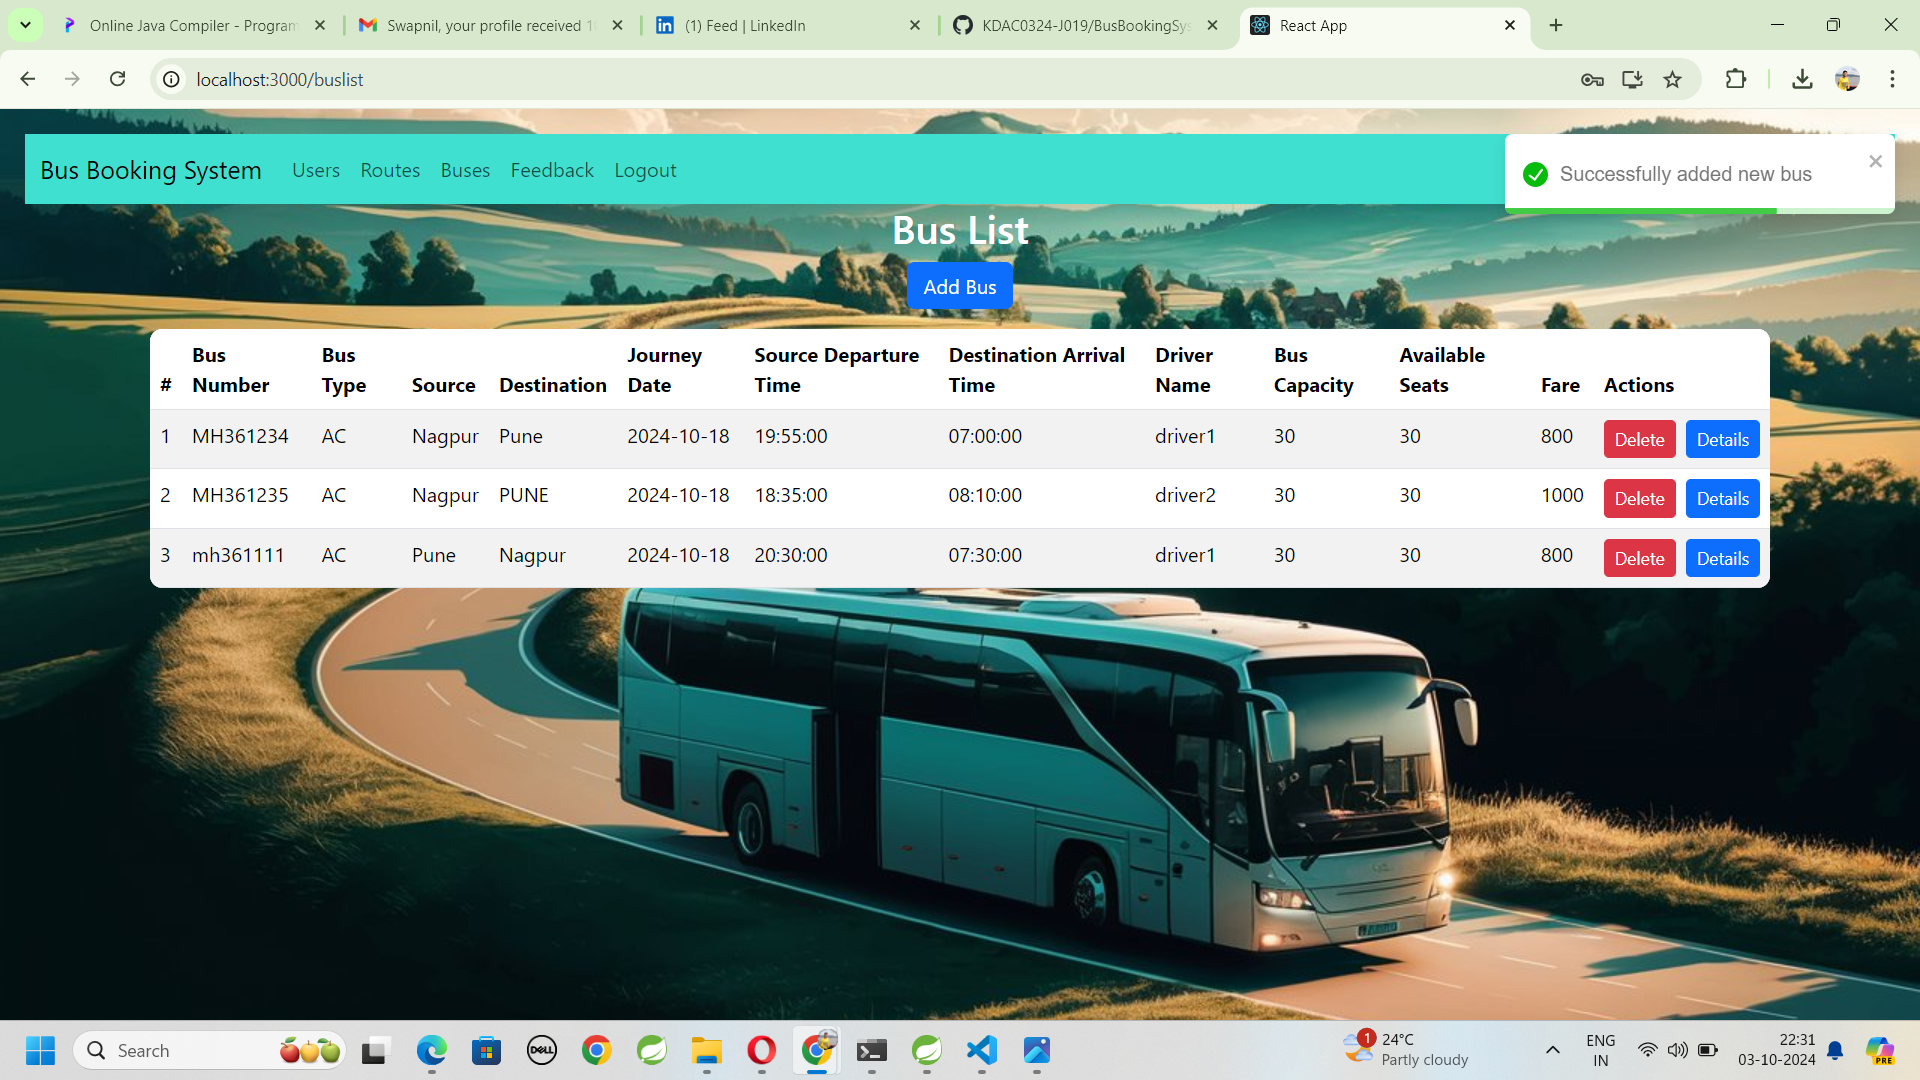 Online Java Compiler - Program
Swapnil, your profile received 1
(1) Feed | LinkedIn
KDAC0324-J019/BusBookingSys
React App
localhost:3000/buslist
Bus Booking System Users Routes Buses Feedback Logout
Successfully added new bus
Bus List
Add Bus
# Bus Number Bus Type Source Destination Journey Date Source Departure Time Destination Arrival Time Driver Name Bus Capacity Available Seats Fare Actions
1 MH361234 AC Nagpur Pune 2024-10-18 19:55:00 07:00:00 driver1 30 30 800 Delete Details
2 MH361235 AC Nagpur PUNE 2024-10-18 18:35:00 08:10:00 driver2 30 30 1000 Delete Details
3 mh361111 AC Pune Nagpur 2024-10-18 20:30:00 07:30:00 driver1 30 30 800 Delete Details
Search
DELL
1
24°C
Partly cloudy
ENG
IN
22:31
03-10-2024
PRE